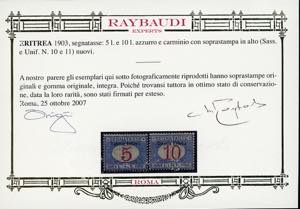 RAYBAUDI
EXPERTS
ERITREA 1903, segnatasse: 5 l. e 10 l. azzurro e carminio con soprastampa in alto (Sass.
e Unif. N. 10 e 11) nuovi.
A nostro parere gli esemplari qui sotto fotograficamente riprodotti hanno soprastampe ori-
ginali e gomma originale, integra. Poiché trovansi tuttora in ottimo stato di conservazione,
data la loro rarità, sono stati firmati per esteso.
Roma, 25 ottobre 2007
5 10
ROMA